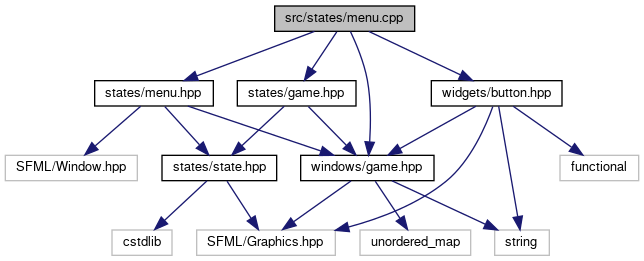 src/states/menu.cpp
states/menu.hpp
states/game.hpp
widgets/button.hpp
SFML/Window.hpp
states/state.hpp
windows/game.hpp
functional
cstdlib
SFML/Graphics.hpp
unordered_map
string